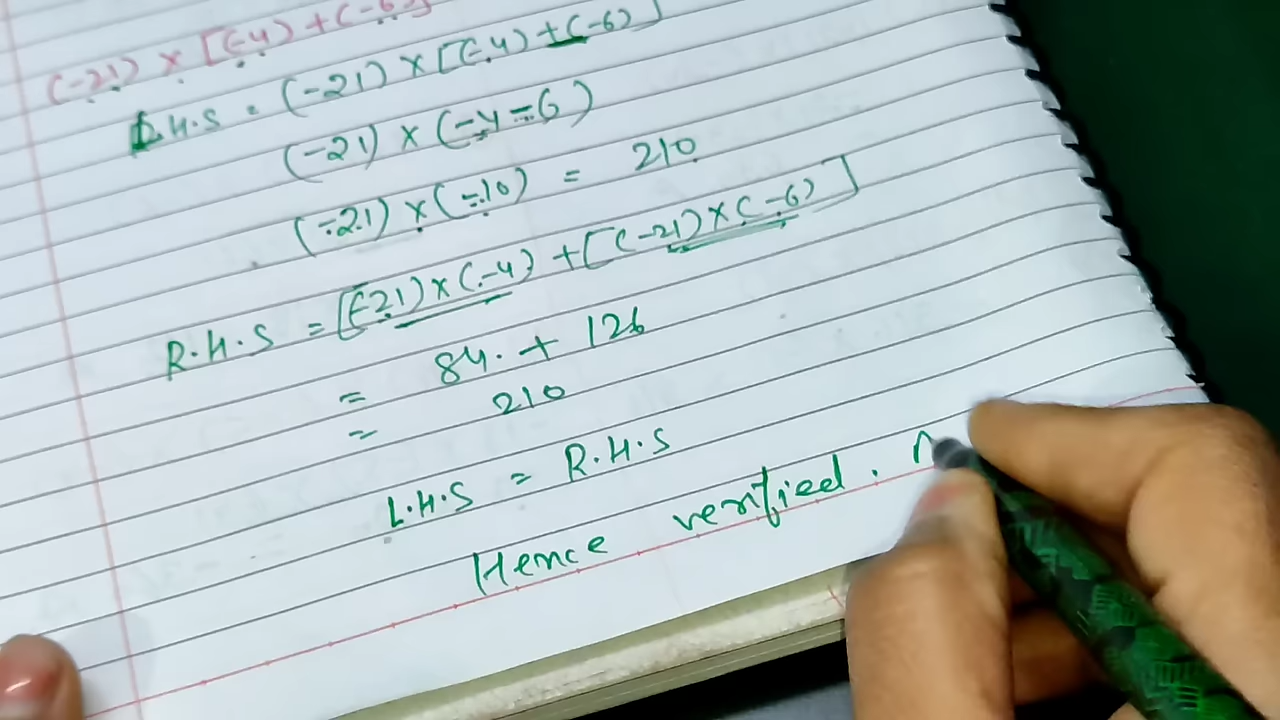 (-21) × [(-4) + (-6)]
L.H.S = (-21) × [(-4) + (-6)]
(-21) × (-4-6)
(-21) × (-10) = 210
R.H.S = [(-21) × (-4) + [(-21) × (-6)]
= 84. + 126
= 210
L.H.S = R.H.S
Hence verified.